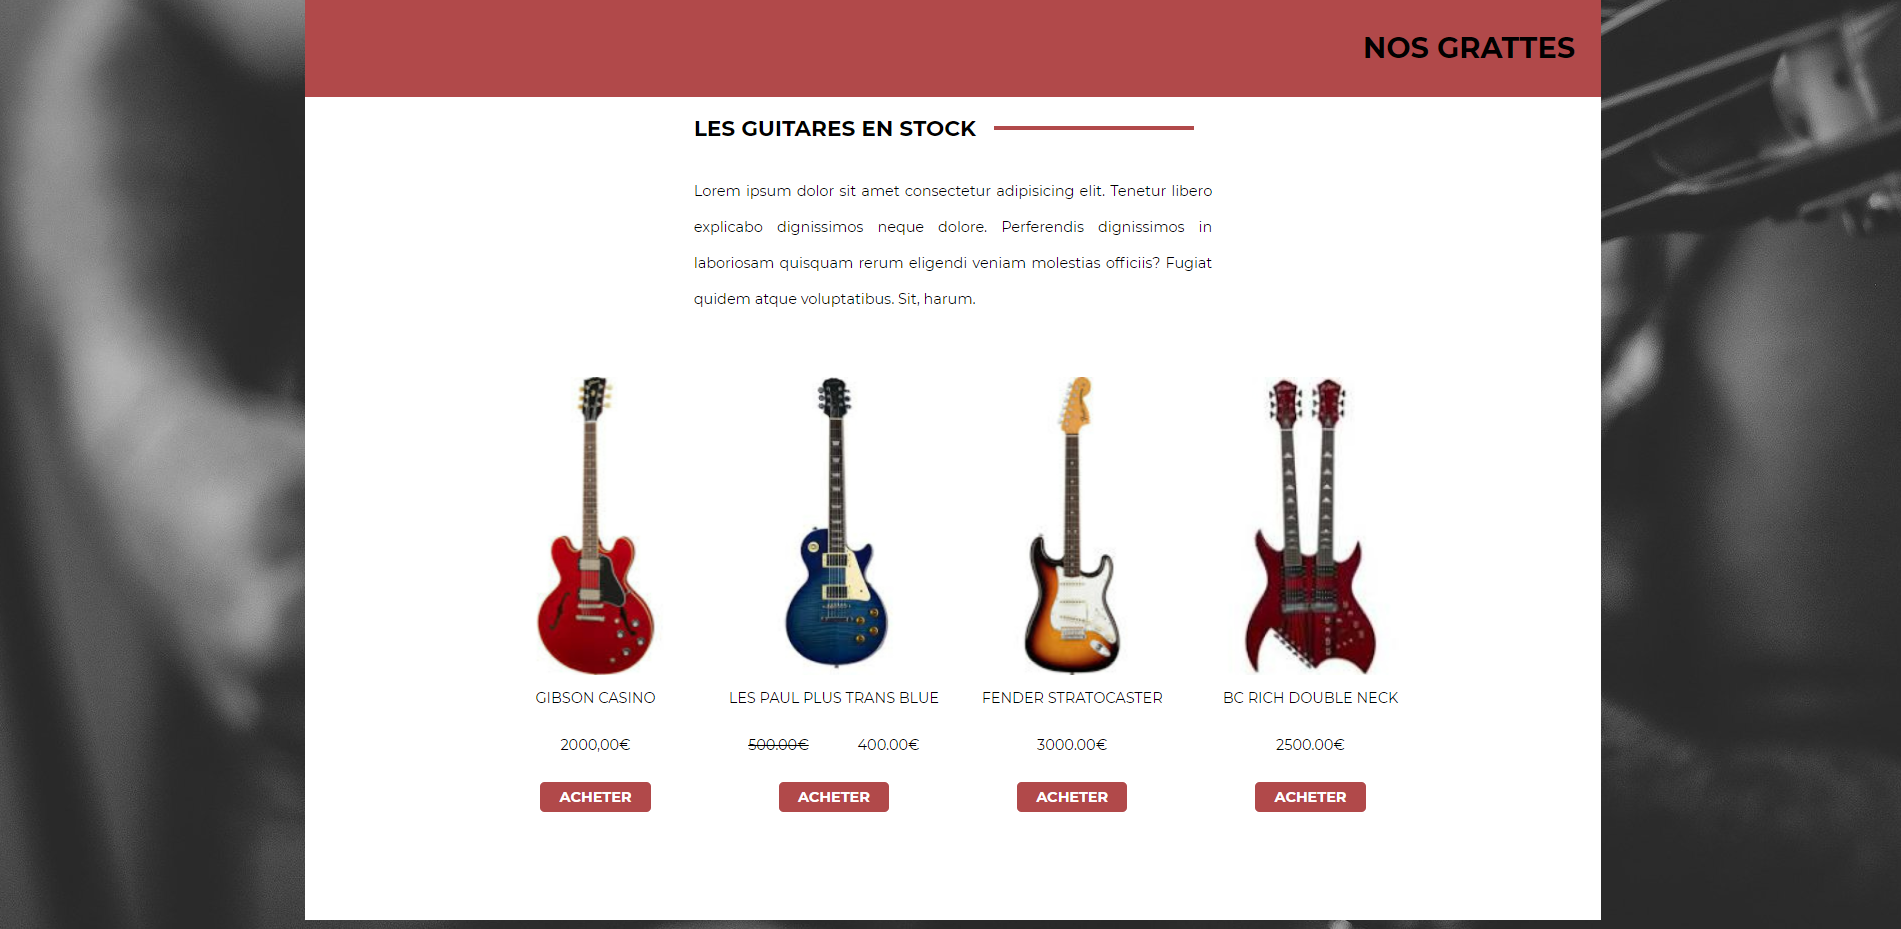 NOS GRATTES
LES GUITARES EN STOCK
Lorem ipsum dolor sit amet consectetur adipisicing elit. Tenetur libero
explicabo dignissimos neque dolore. Perferendis dignissimos in
laboriosam quisquam rerum eligendi veniam molestias officiis? Fugiat
quidem atque voluptatibus. Sit, harum.
GIBSON CASINO
2000,00€
ACHETER
LES PAUL PLUS TRANS BLUE
500.00€ 400.00€
ACHETER
FENDER STRATOCASTER
3000.00€
ACHETER
BC RICH DOUBLE NECK
2500.00€
ACHETER